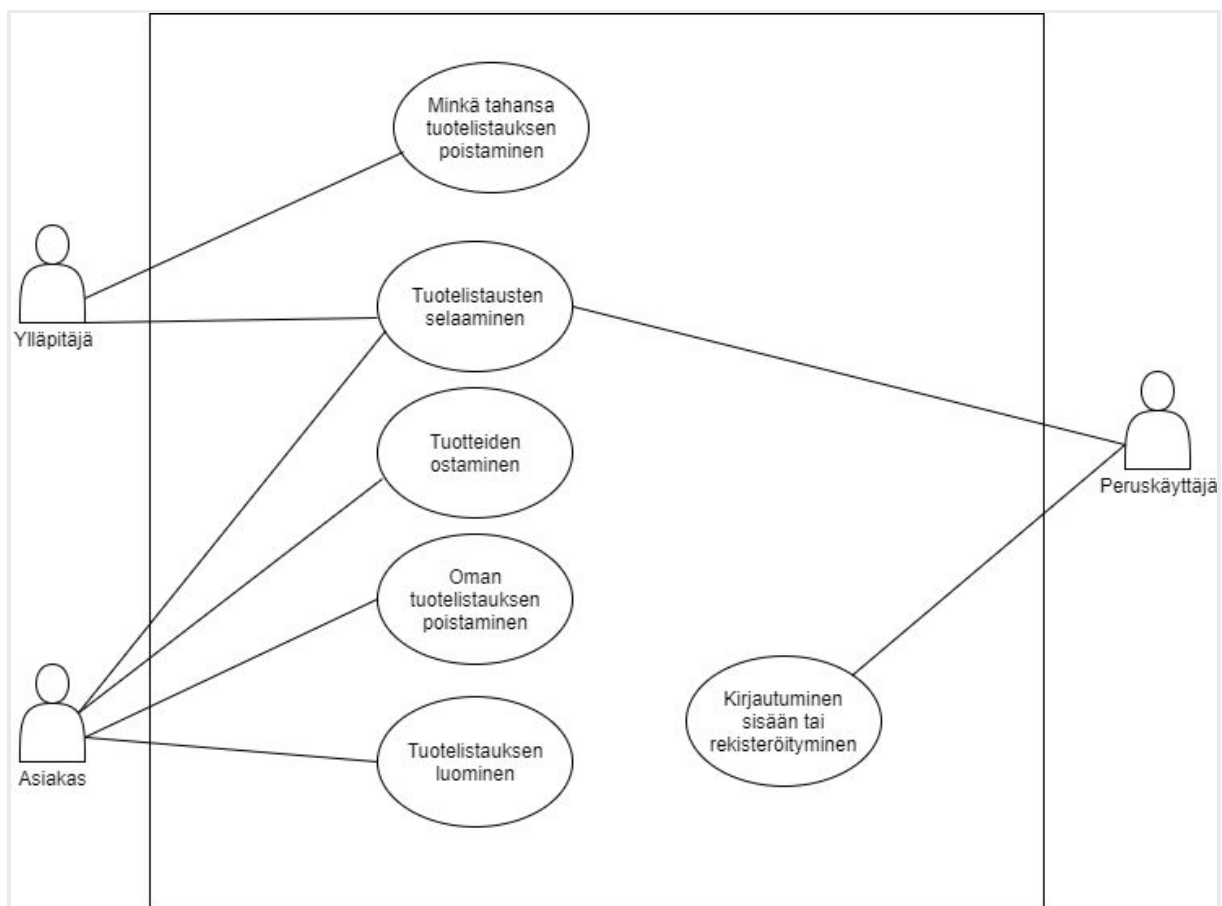 Minkä tahansa
tuotelistauksen
poistaminen
Tuotelistausten
selaaminen
Ylläpitäjä
Tuotteiden
ostaminen
Peruskäyttäjä
Oman
tuotelistauksen
poistaminen
Kirjautuminen
sisään tai
rekisteröityminen
Tuotelistauksen
luominen
Asiakas